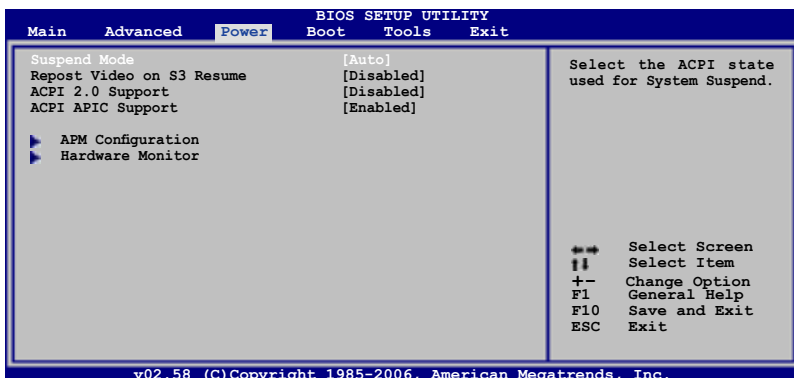 BIOS SETUP UTILITY
Main Advanced Power Boot Tools Exit
Suspend Mode [Auto]
Repost Video on S3 Resume [Disabled]
ACPI 2.0 Support [Disabled]
ACPI APIC Support [Enabled]
APM Configuration
Hardware Monitor
Select the ACPI state
used for System Suspend.
←→ Select Screen
↑↓ Select Item
+- Change Option
F1 General Help
F10 Save and Exit
ESC Exit
v02.58 (C)Copyright 1985-2006, American Megatrends, Inc.